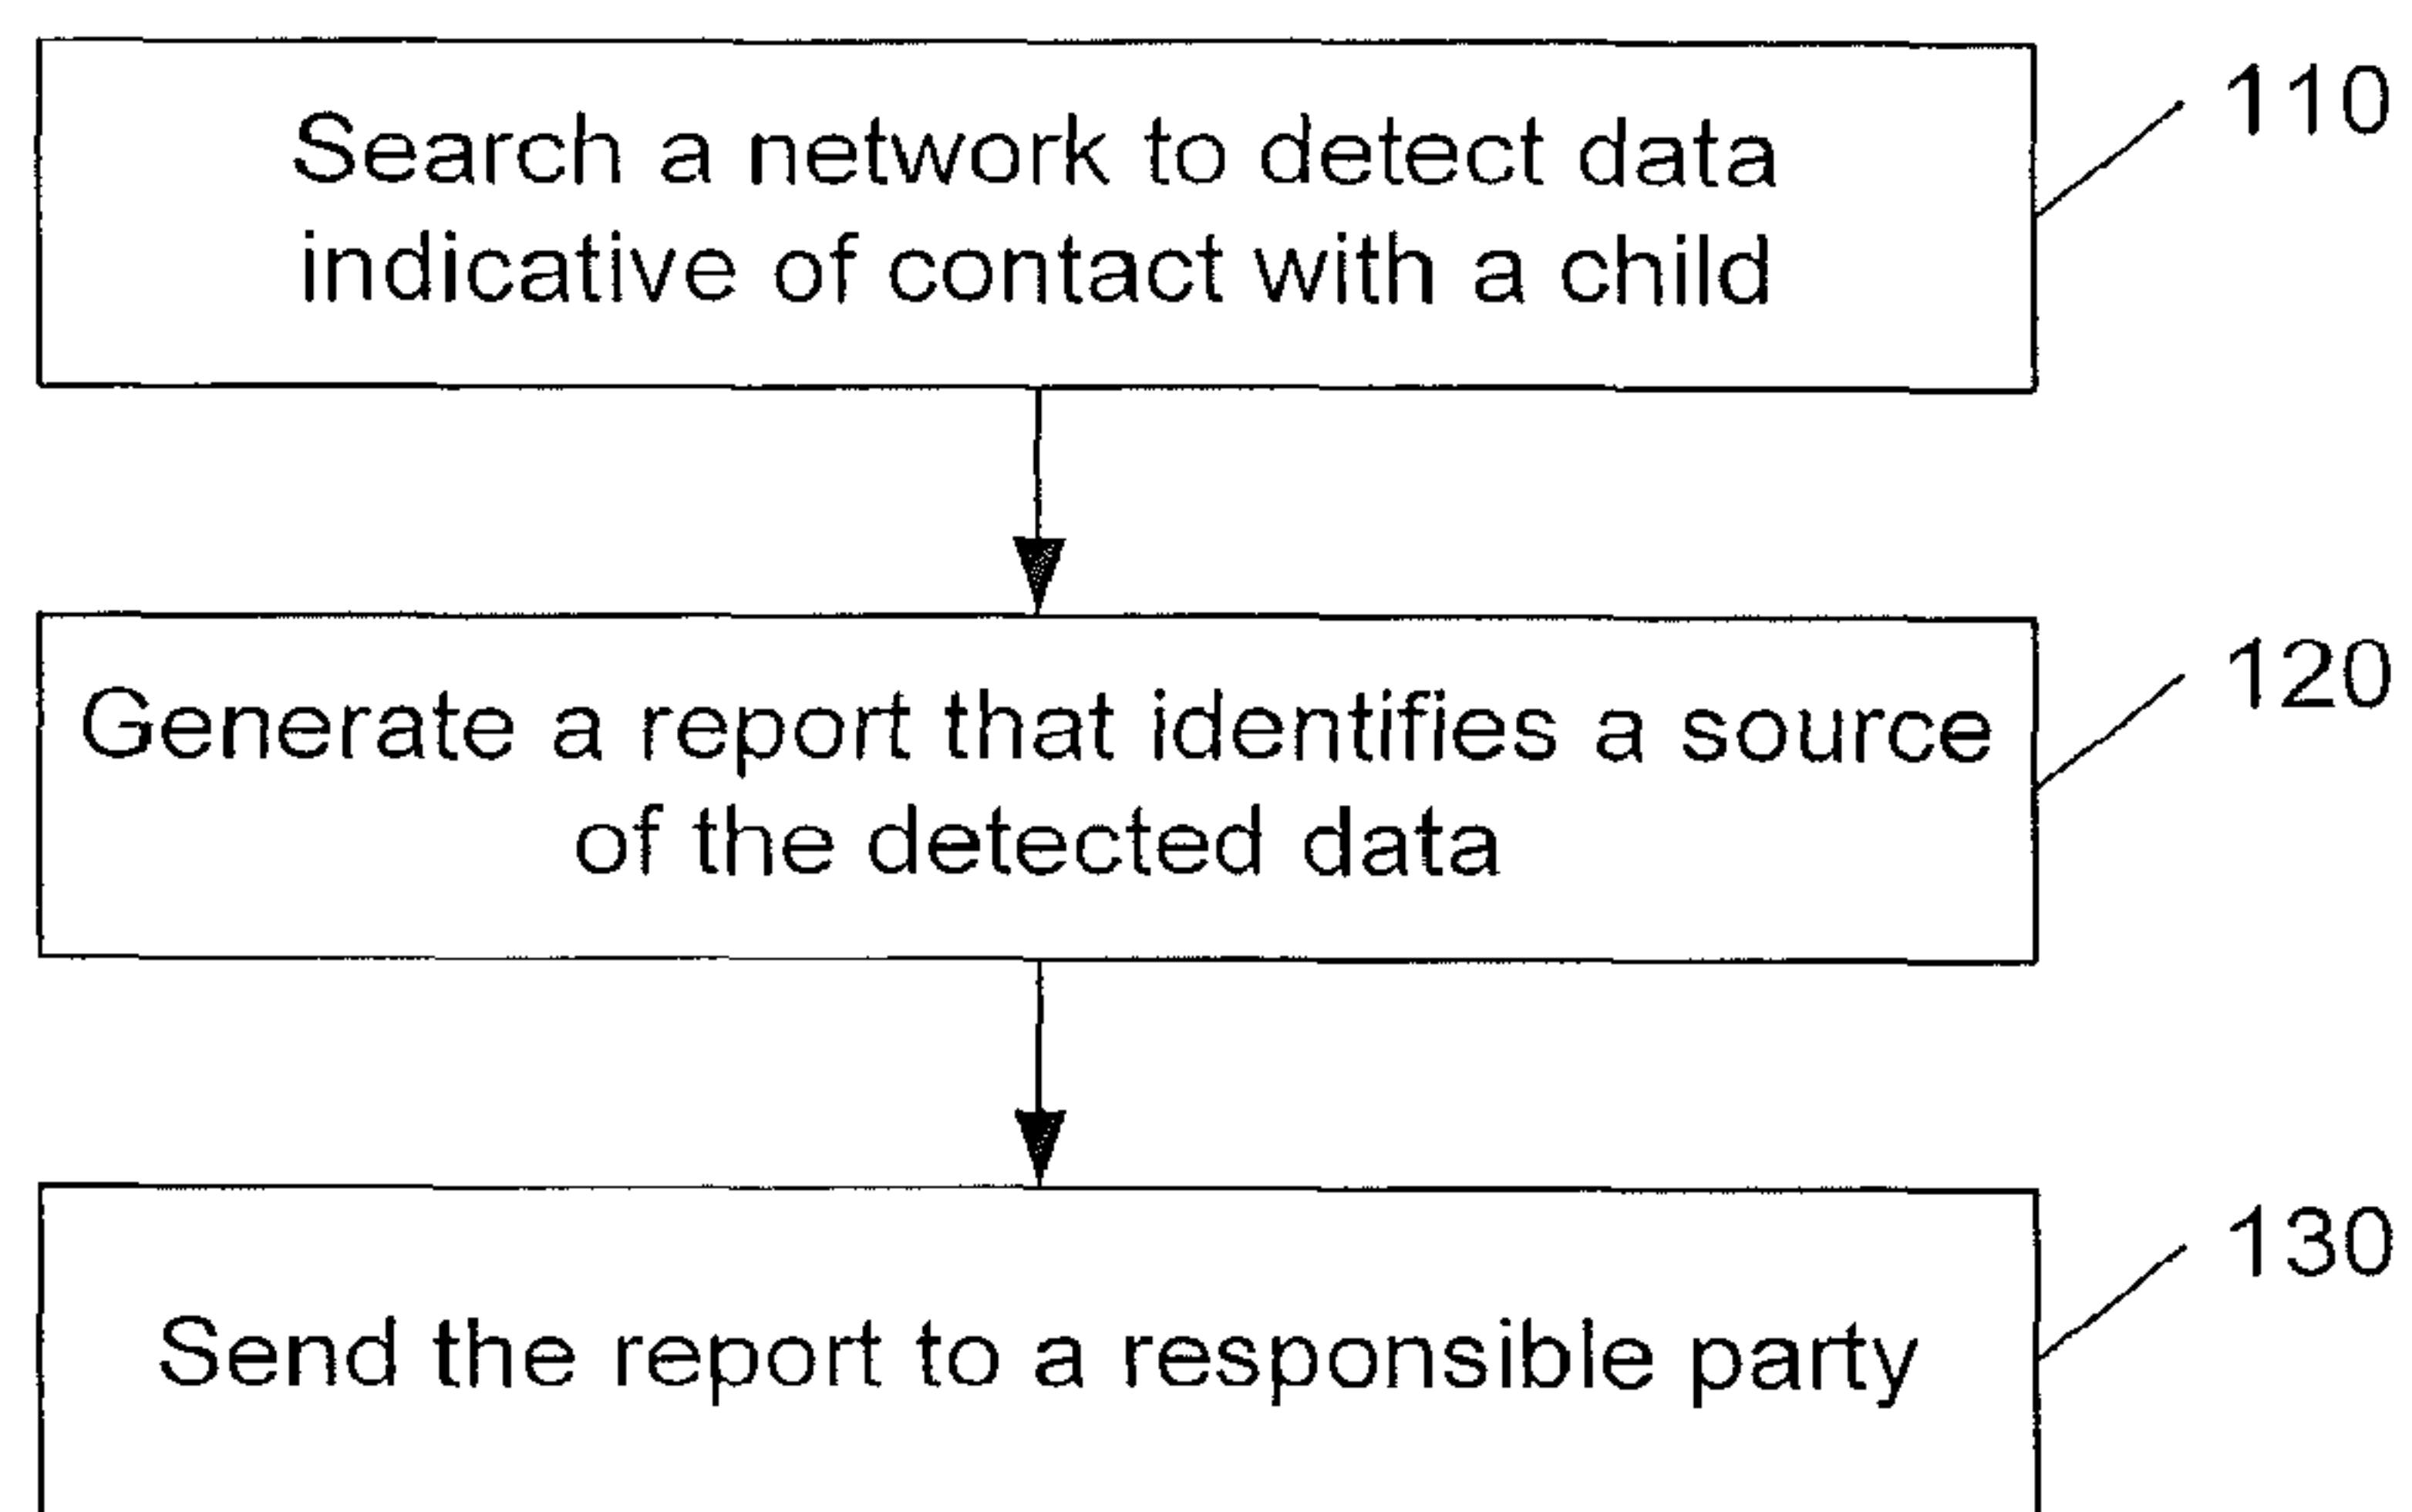 Search a network to detect data
indicative of contact with a child
110
Generate a report that identifies a source
of the detected data
120
Send the report to a responsible party
130